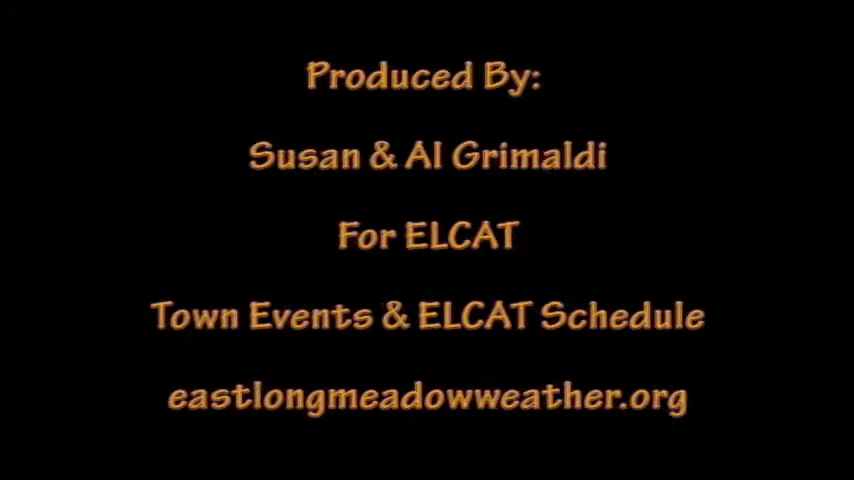 Produced By:
Susan & Al Grimaldi
For ELCAT
Town Events & ELCAT Schedule
eastlongmeadowweather.org